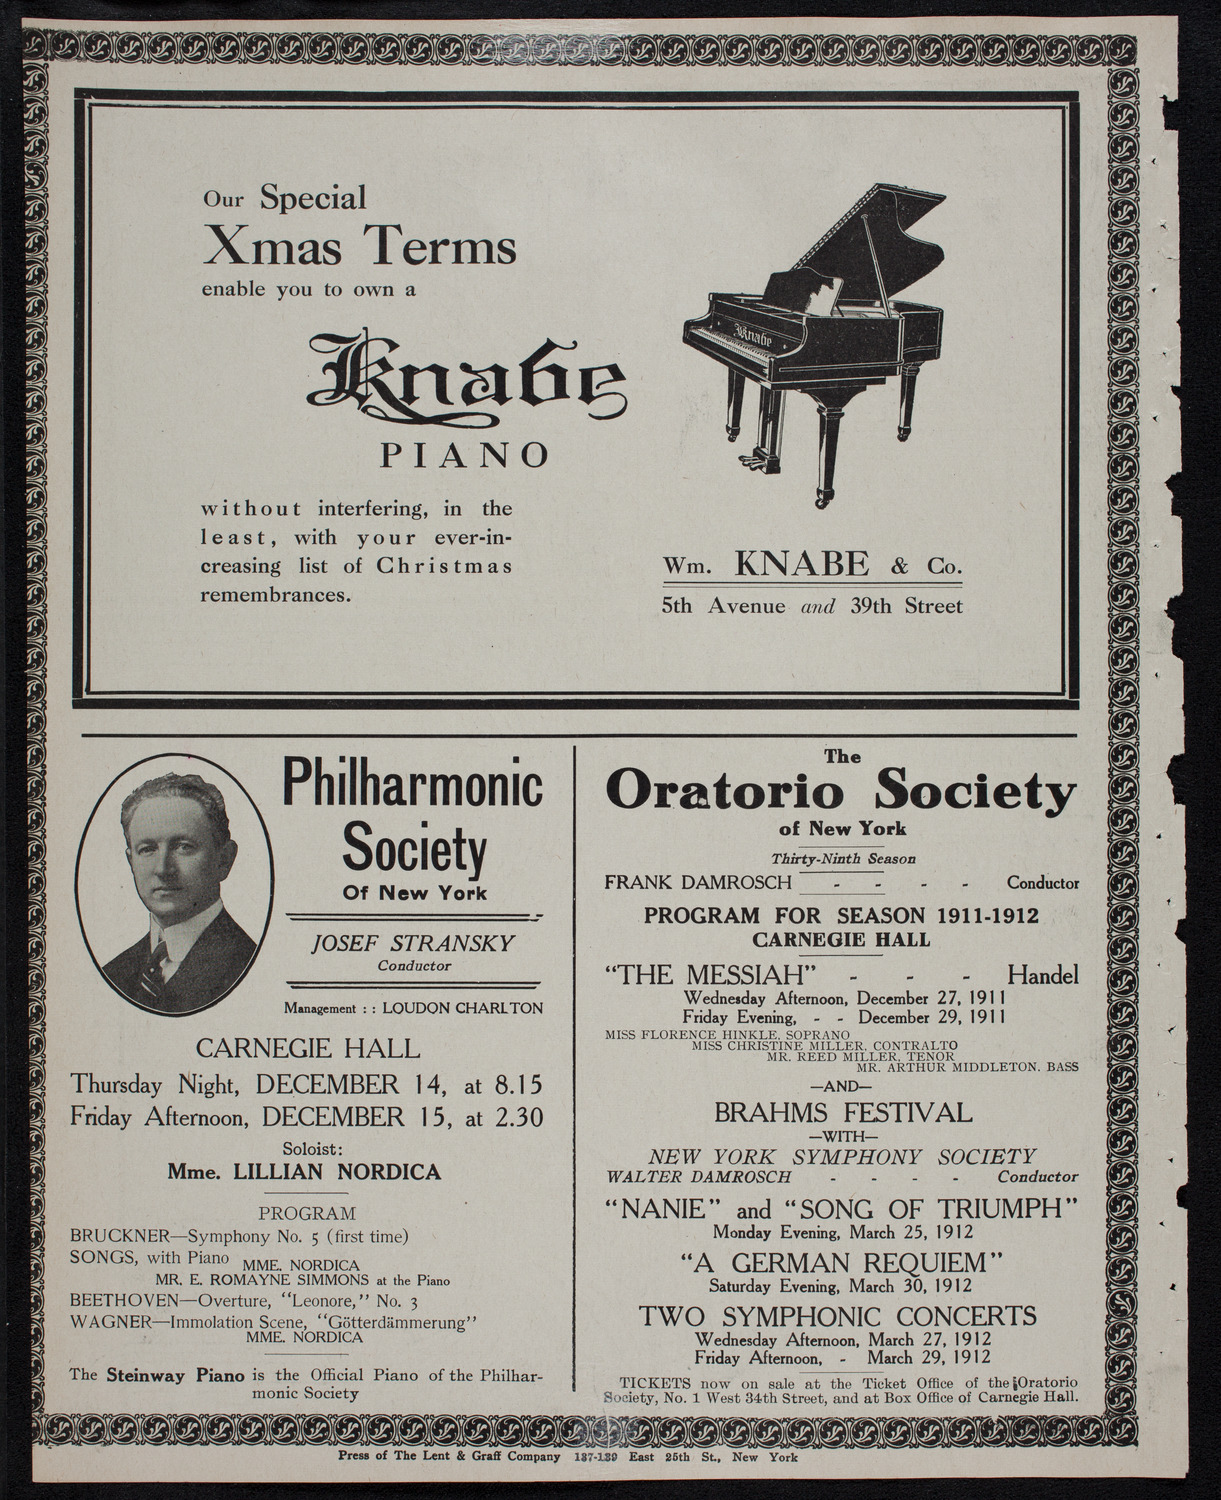 Our Special
Xmas Terms
enable you to own a
Knabe
PIANO
without interfering, in the
least, with your ever-in-
creasing list of Christmas
remembrances.
Knabe
Wm. KNABE & Co.
5th Avenue and 39th Street
Philharmonic
Society
Of New York
JOSEF STRANSKY
Conductor
Management : : LOUDON CHARLTON
CARNEGIE HALL
Thursday Night, DECEMBER 14, at 8.15
Friday Afternoon, DECEMBER 15, at 2.30
Soloist:
Mme. LILLIAN NORDICA
PROGRAM
BRUCKNER—Symphony No. 5 (first time)
SONGS, with Piano
MME. NORDICA
MR. E. ROMAYNE SIMMONS at the Piano
BEETHOVEN—Overture, "Leonore," No. 3
WAGNER—Immolation Scene, "Götterdämmerung"
MME. NORDICA
The Steinway Piano is the Official Piano of the Philhar-
monic Society
The
Oratorio Society
of New York
Thirty-Ninth Season
FRANK DAMROSCH - - - - Conductor
PROGRAM FOR SEASON 1911-1912
CARNEGIE HALL
"THE MESSIAH" - - - Handel
Wednesday Afternoon, December 27, 1911
Friday Evening, - - December 29, 1911
MISS FLORENCE HINKLE, SOPRANO
MISS CHRISTINE MILLER, CONTRALTO
MR. REED MILLER, TENOR
MR. ARTHUR MIDDLETON. BASS
—AND—
BRAHMS FESTIVAL
—WITH—
NEW YORK SYMPHONY SOCIETY
WALTER DAMROSCH - - - - Conductor
"NANIE" and "SONG OF TRIUMPH"
Monday Evening, March 25, 1912
"A GERMAN REQUIEM"
Saturday Evening, March 30, 1912
TWO SYMPHONIC CONCERTS
Wednesday Afternoon, March 27, 1912
Friday Afternoon, - March 29, 1912
TICKETS now on sale at the Ticket Office of the Oratorio
Society, No. 1 West 34th Street, and at Box Office of Carnegie Hall.
Press of The Lent & Graff Company 137-139 East 25th St., New York